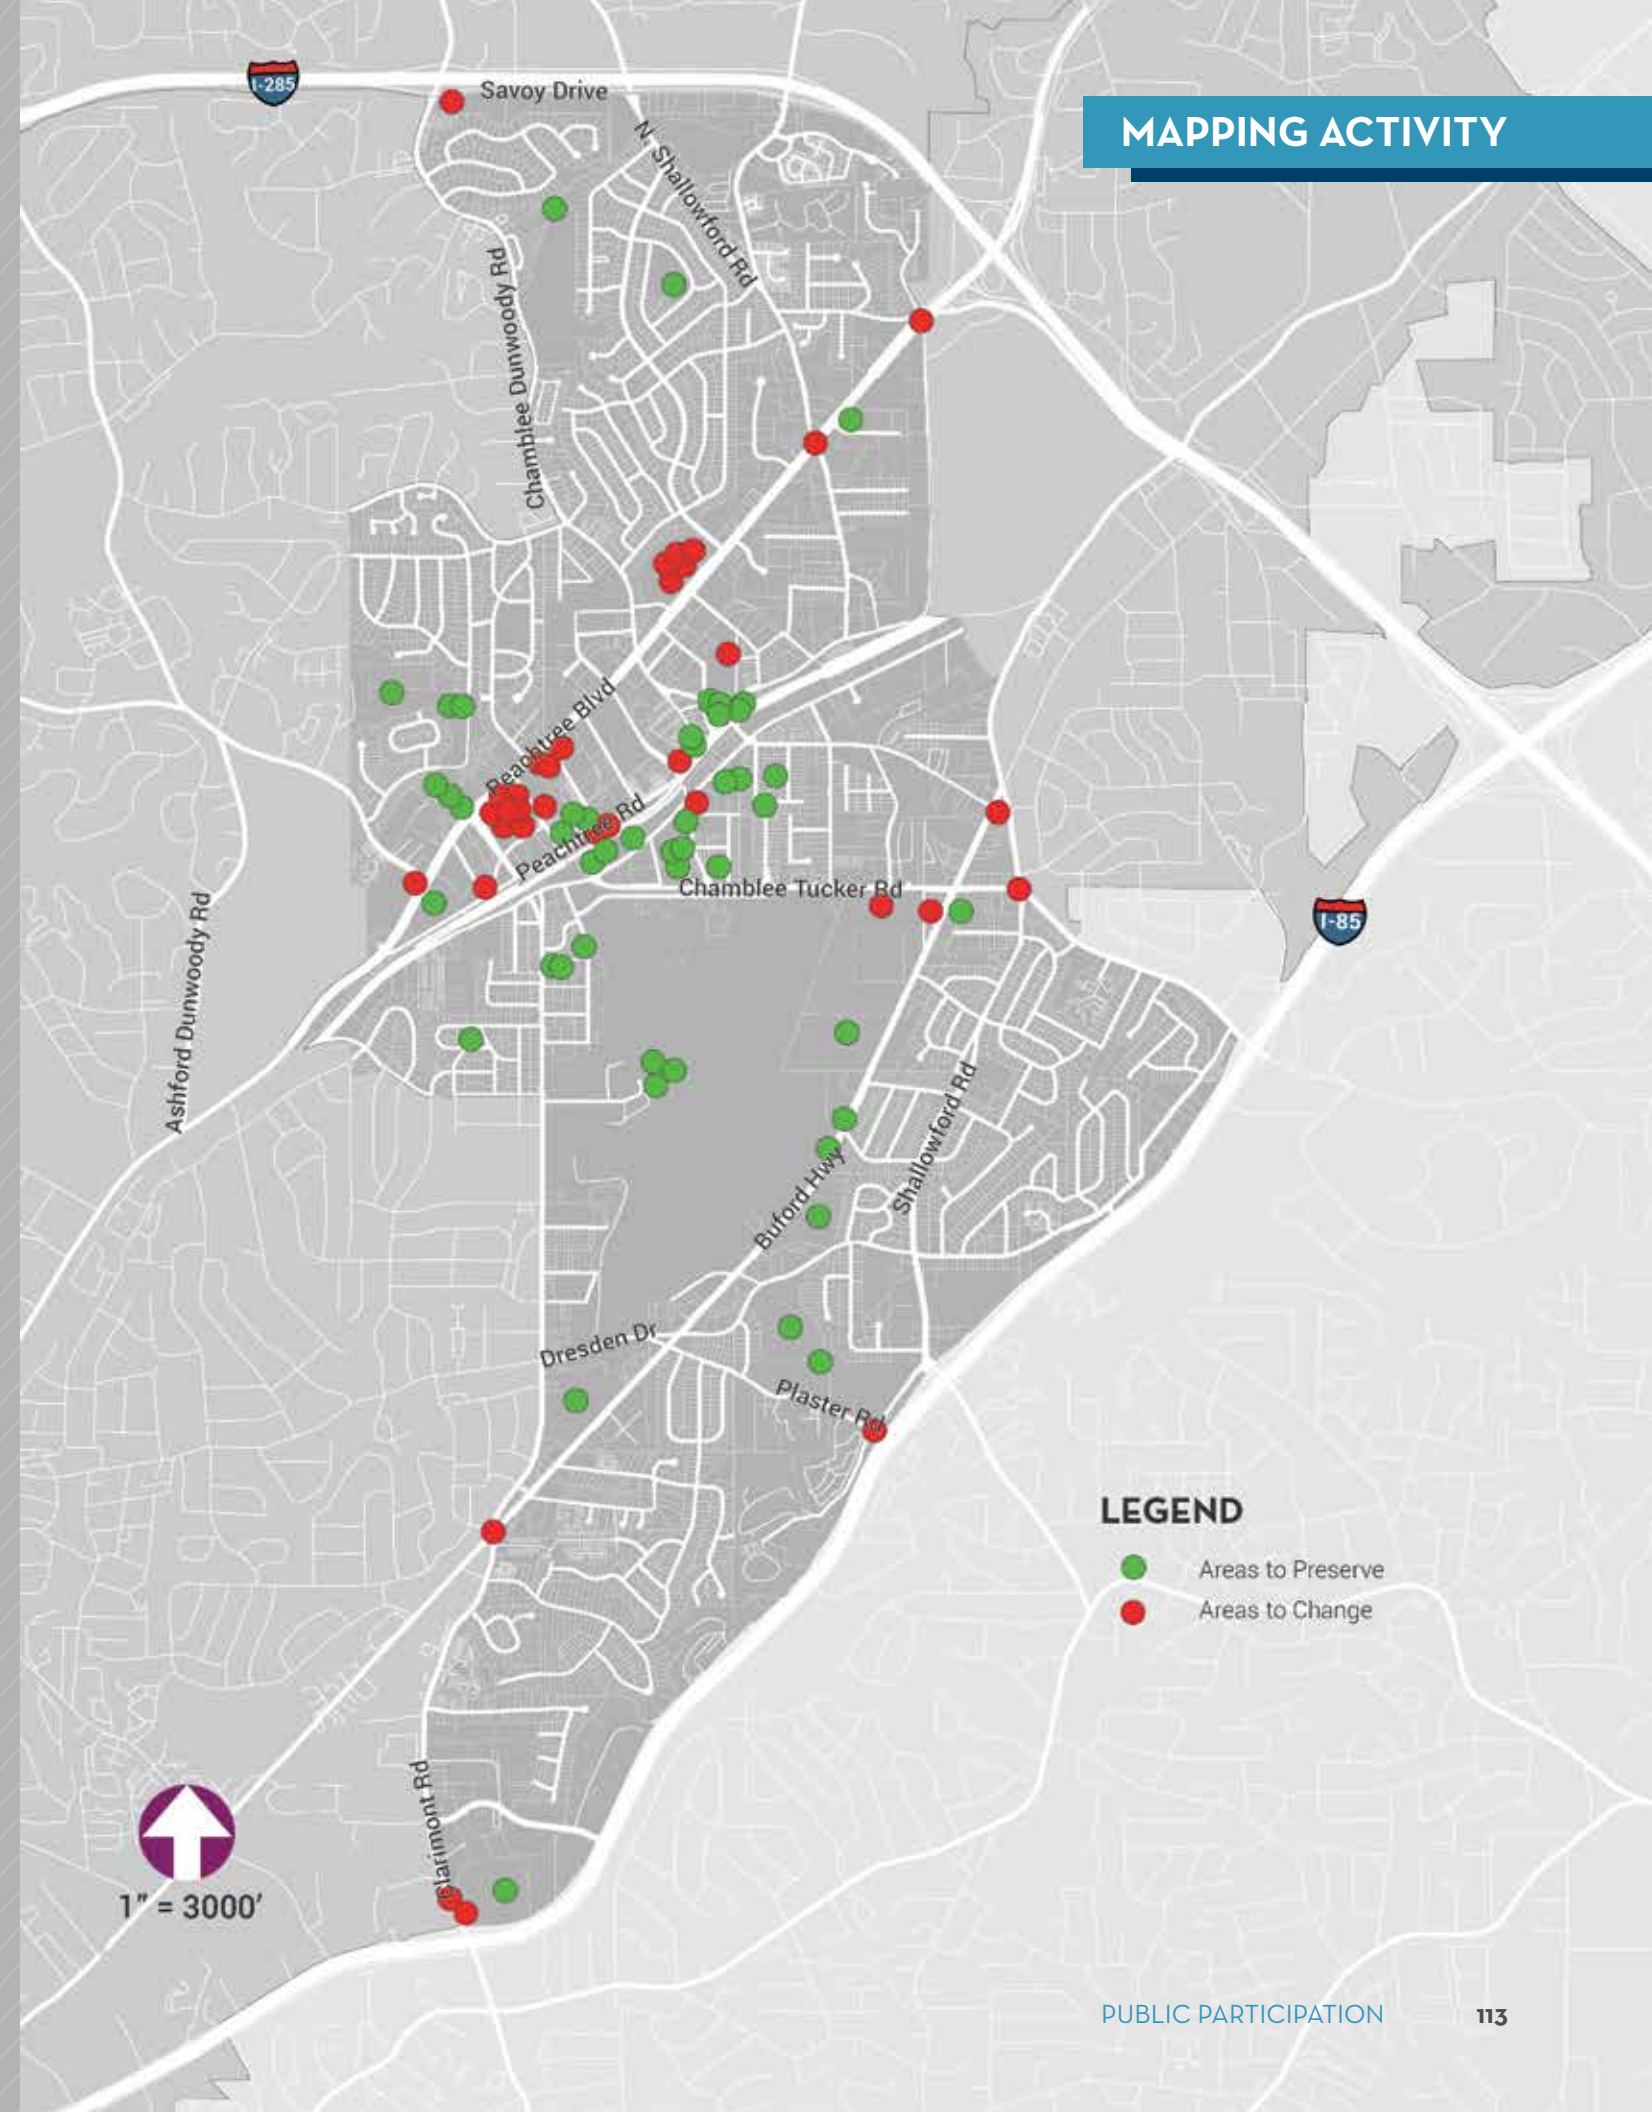 I-285
Savoy Drive
MAPPING ACTIVITY
N. Shallowford Rd
Chamblee Dunwoody Rd
Peachtree Blvd
Peachtree Rd
Chamblee Tucker Rd
I-85
Ashford Dunwoody Rd
Shallowford Rd
Buford Hwy
Dresden Dr
Plaster Rd
LEGEND
Areas to Preserve
Areas to Change
Clarimont Rd
1" = 3000'
PUBLIC PARTICIPATION 113